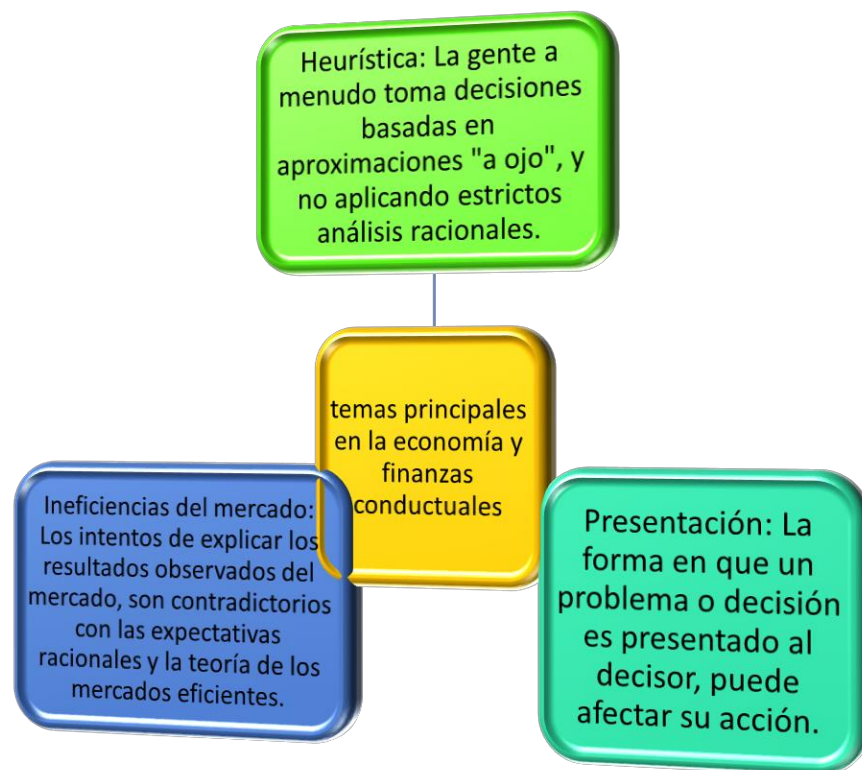 Heurística: La gente a
menudo toma decisiones
basadas en
aproximaciones "a ojo", y
no aplicando estrictos
análisis racionales.
temas principales
en la economía y
finanzas
conductuales
Ineficiencias del mercado:
Los intentos de explicar los
resultados observados del
mercado, son contradictorios
con las expectativas
racionales y la teoría de los
mercados eficientes.
Presentación: La
forma en que un
problema o decisión
es presentado al
decisor, puede
afectar su acción.